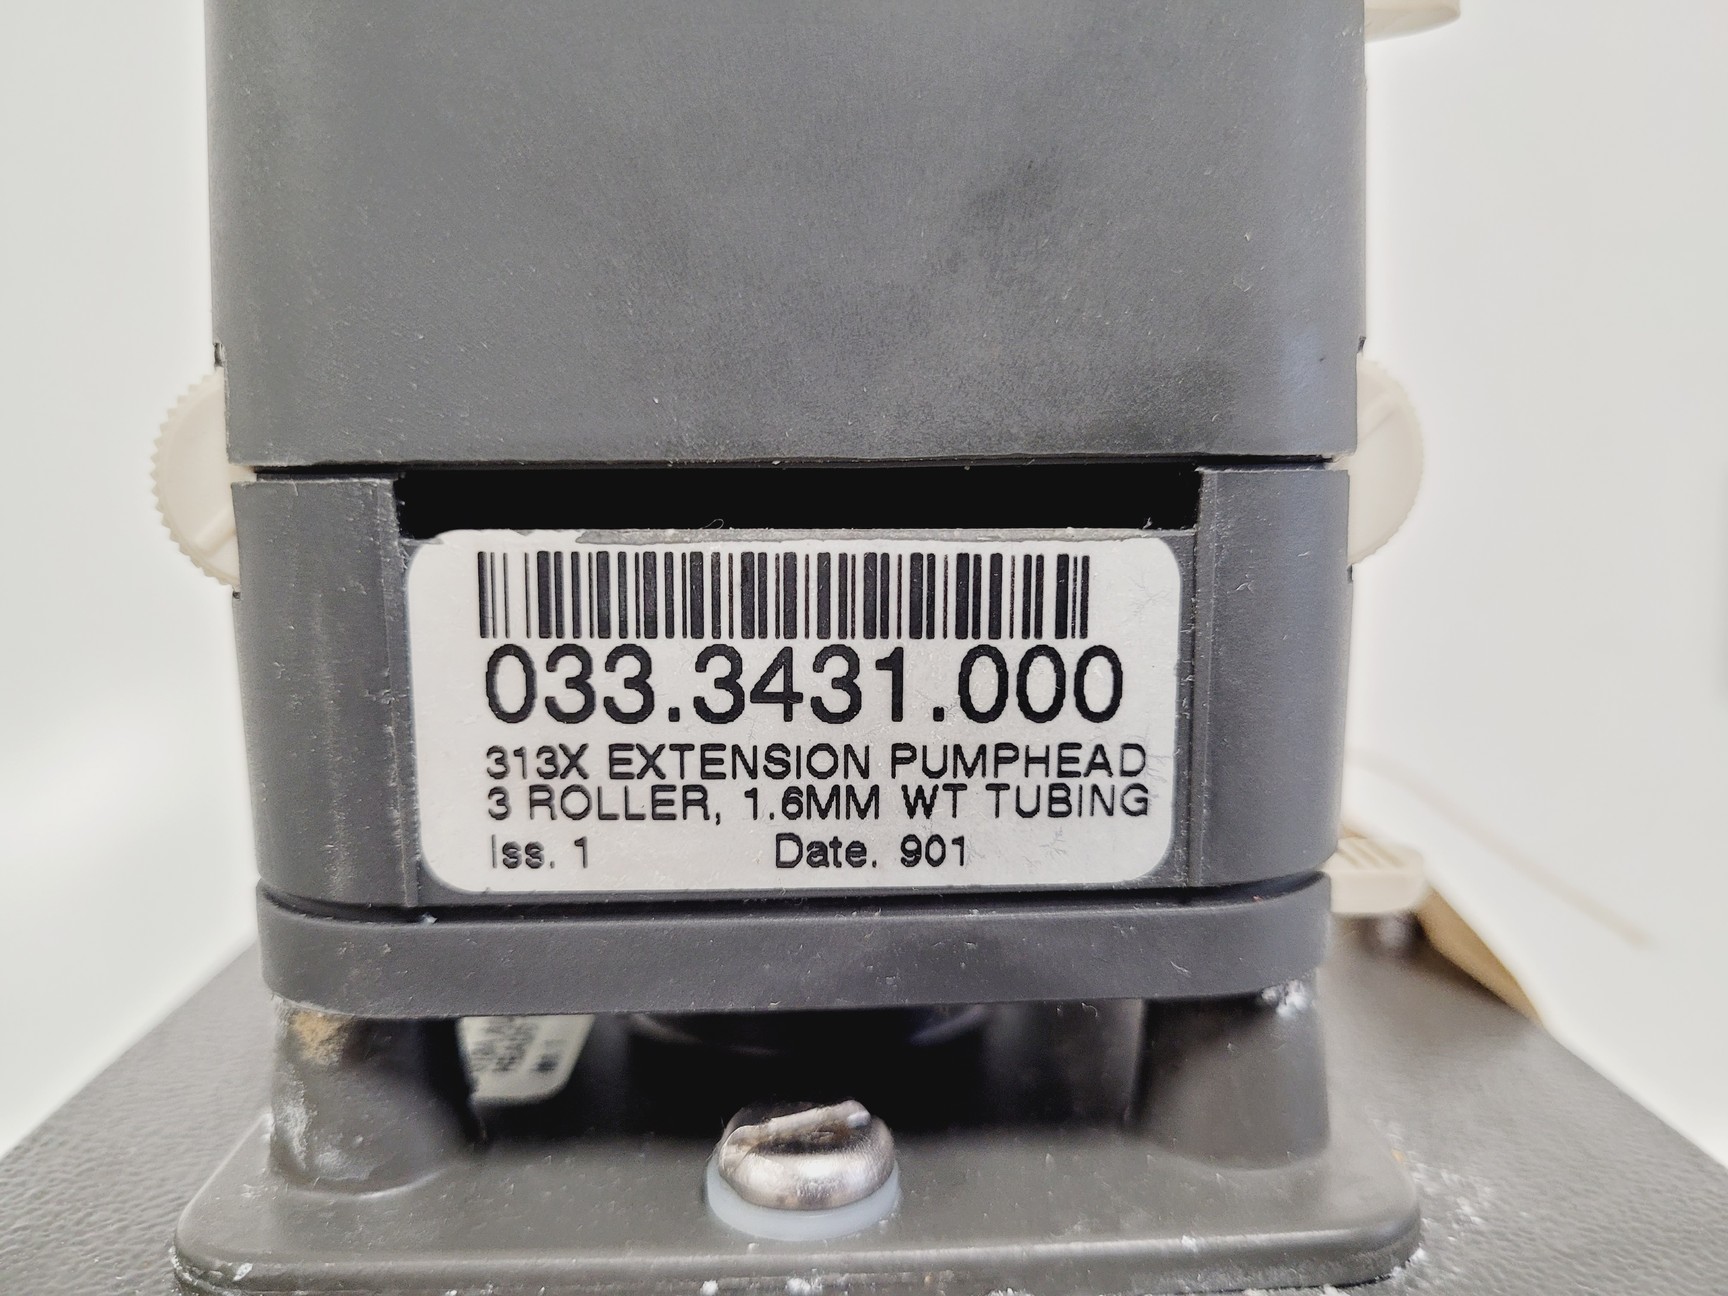 033.3431.000
313X EXTENSION PUMPHEAD
3 ROLLER, 1.6MM WT TUBING
Iss. 1 Date. 901